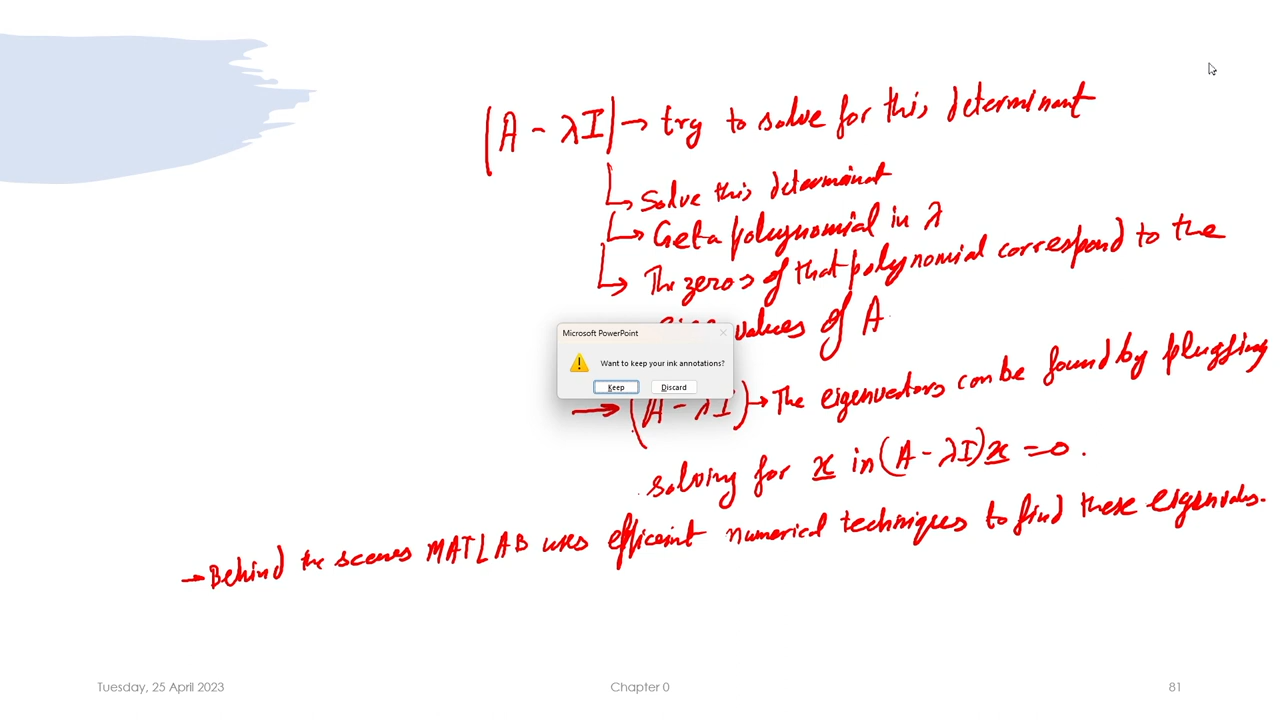 |A - λI| → try to solve for this determinant
↳ Solve this determinant
↳ Get a polynomial in λ
↳ The zeros of that polynomial correspond to the
values of A.
Microsoft PowerPoint
Want to keep your ink annotations?
Keep Discard
→ (A - λI) → The eigenvectors can be found by plugging
solving for x in (A - λI)x = 0.
→ Behind the scenes MATLAB uses efficient numerical techniques to find these
Tuesday, 25 April 2023 Chapter 0 81